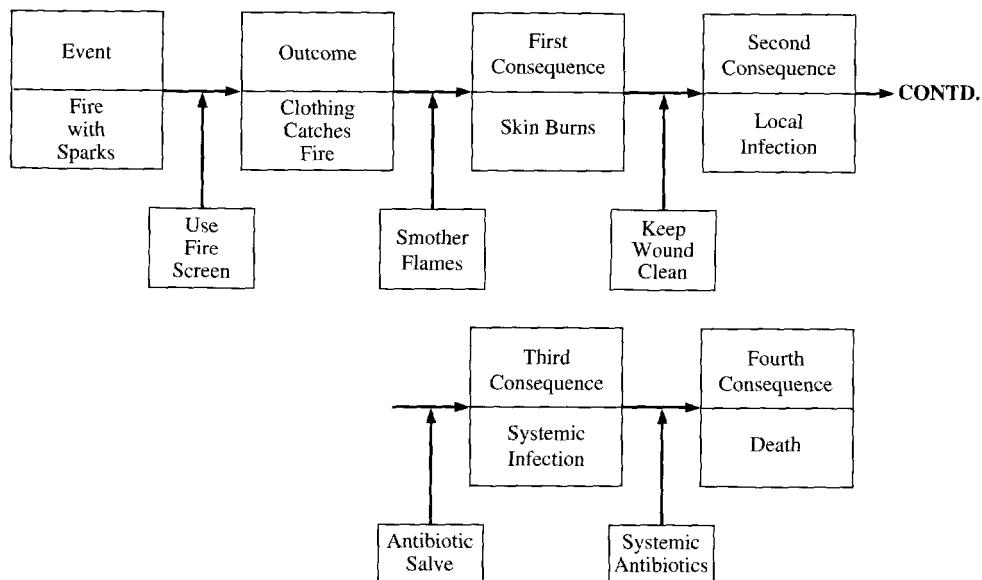 Event
Fire
with
Sparks
Use
Fire
Screen
Outcome
Clothing
Catches
Fire
Smother
Flames
First
Consequence
Skin Burns
Keep
Wound
Clean
Second
Consequence
Local
Infection
CONTD.
Antibiotic
Salve
Third
Consequence
Systemic
Infection
Systemic
Antibiotics
Fourth
Consequence
Death